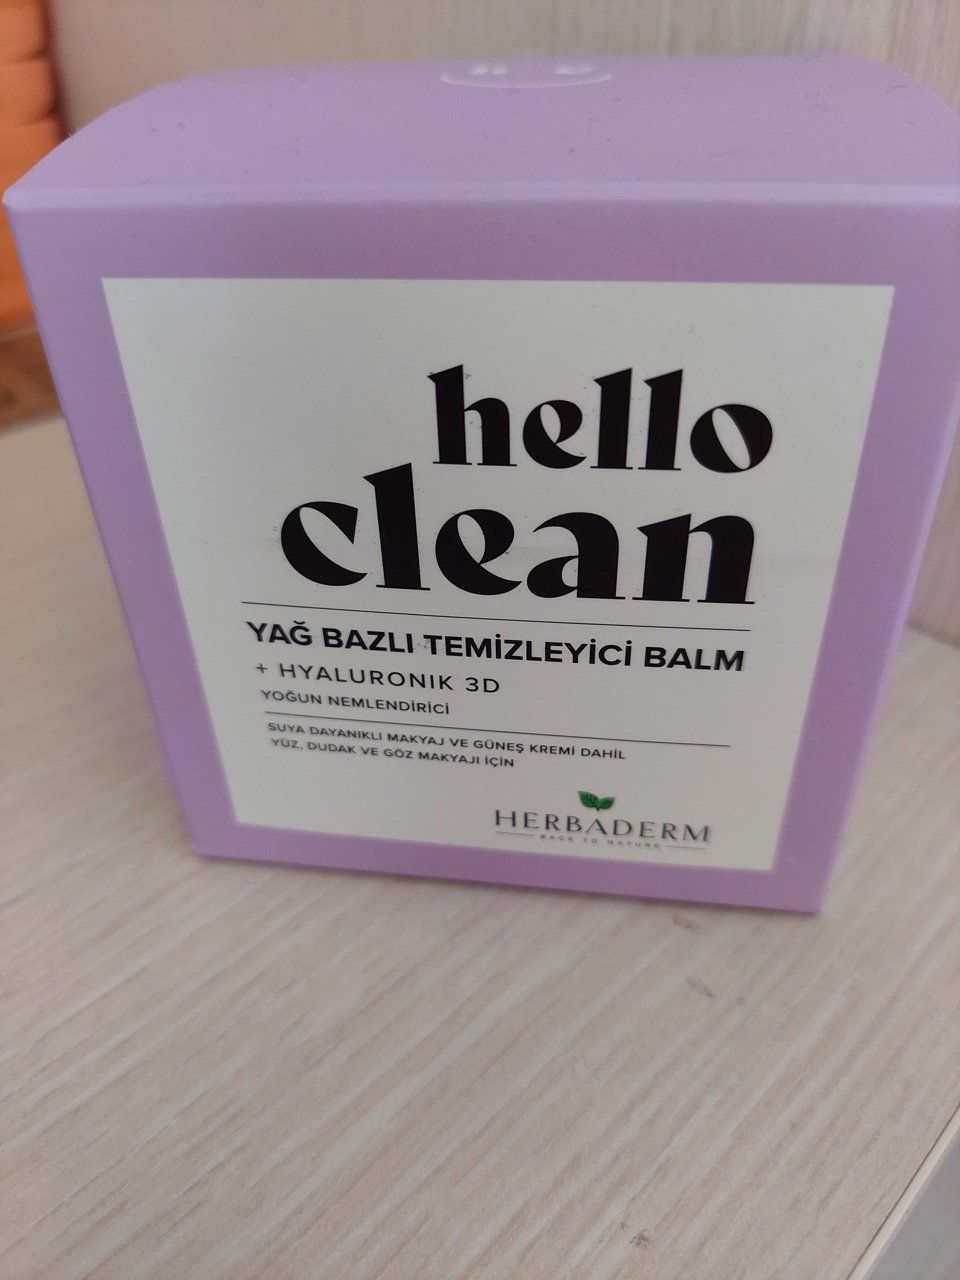 hello
clean
YAĞ BAZLI TEMİZLEYİCİ BALM
+ HYALURONIK 3D
YOĞUN NEMLENDİRİCİ
SUYA DAYANIKLI MAKYAJ VE GÜNEŞ KREMİ DAHİL
YÜZ, DUDAK VE GÖZ MAKYAJI İÇİN
HERBADERM
BACK TO NATURE